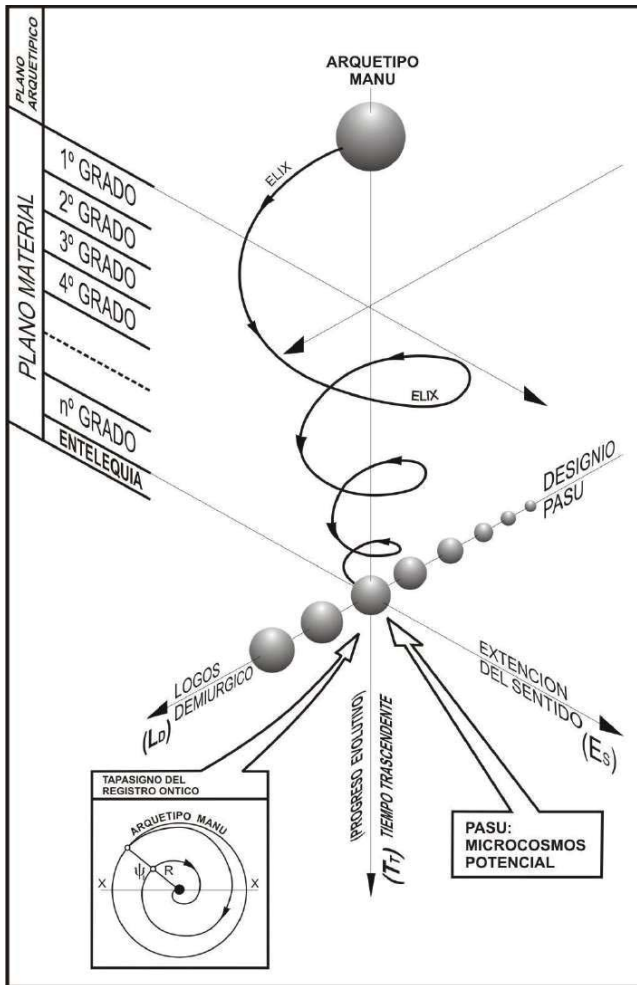 PLANO
ARQUETIPICO
PLANO MATERIAL
1º GRADO
2º GRADO
3º GRADO
4º GRADO
nº GRADO
ENTELEQUIA
ARQUETIPO
MANU
ELIX
ELIX
DESIGNIO
PASU
LOGOS
DEMIURGICO
(LD)
EXTENCION
DEL SENTIDO
(ES)
(PROGRESO EVOLUTIVO)
TIEMPO TRASCENDENTE
(TT)
TAPASIGNO DEL
REGISTRO ONTICO
ARQUETIPO MANU
X
ψ
R
X
PASU:
MICROCOSMOS
POTENCIAL